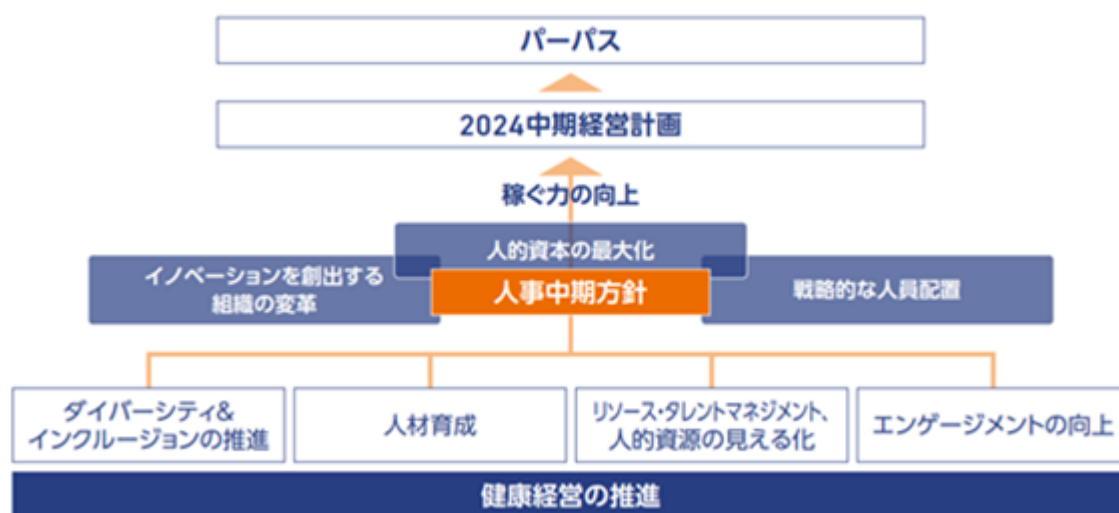 パーパス
2024中期経営計画
稼ぐ力の向上
人的資本の最大化
イノベーションを創出する
組織の変革
人事中期方針
戦略的な人員配置
ダイバーシティ&
インクルージョンの推進
人材育成
リソース・タレントマネジメント、
人的資源の見える化
エンゲージメントの向上
健康経営の推進